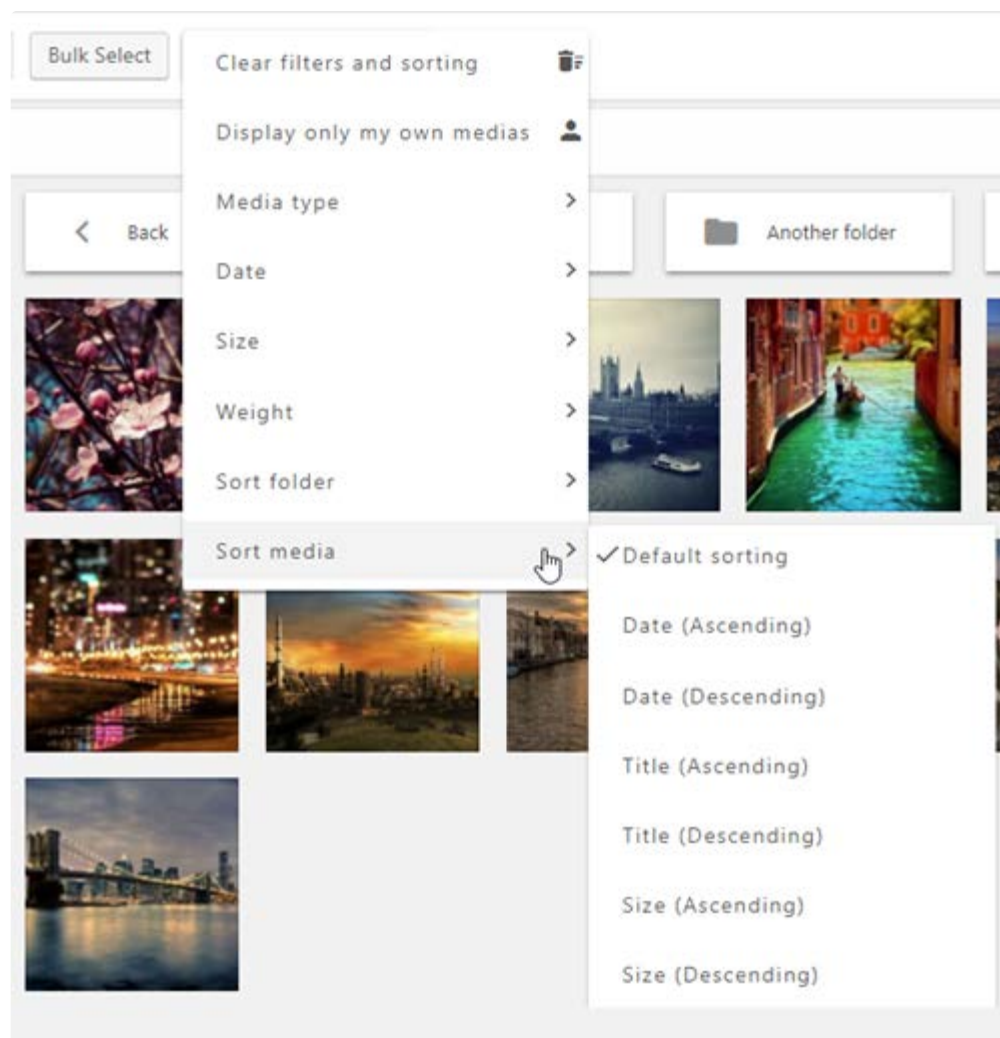 Bulk Select
Clear filters and sorting
Display only my own medias
Media type
Date
Size
Weight
Sort folder
Sort media
Back
Another folder
Default sorting
Date (Ascending)
Date (Descending)
Title (Ascending)
Title (Descending)
Size (Ascending)
Size (Descending)